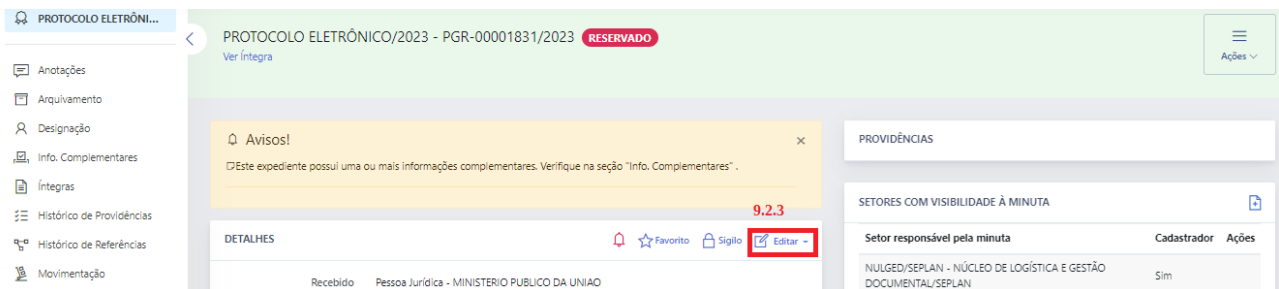 PROTOCOLO ELETRÔNI...
Anotações
Arquivamento
Designação
Info. Complementares
Íntegras
Histórico de Providências
Histórico de Referências
Movimentação
PROTOCOLO ELETRÔNICO/2023 - PGR-00001831/2023 RESERVADO
Ver Íntegra
Ações
Avisos!
Este expediente possui uma ou mais informações complementares. Verifique na seção "Info. Complementares" .
9.2.3
DETALHES
Favorito Sigilo Editar
Recebido Pessoa Jurídica - MINISTERIO PUBLICO DA UNIAO
PROVIDÊNCIAS
SETORES COM VISIBILIDADE À MINUTA
Setor responsável pela minuta Cadastrador Ações
NULGED/SEPLAN - NÚCLEO DE LOGÍSTICA E GESTÃO Sim
DOCUMENTAL/SEPLAN